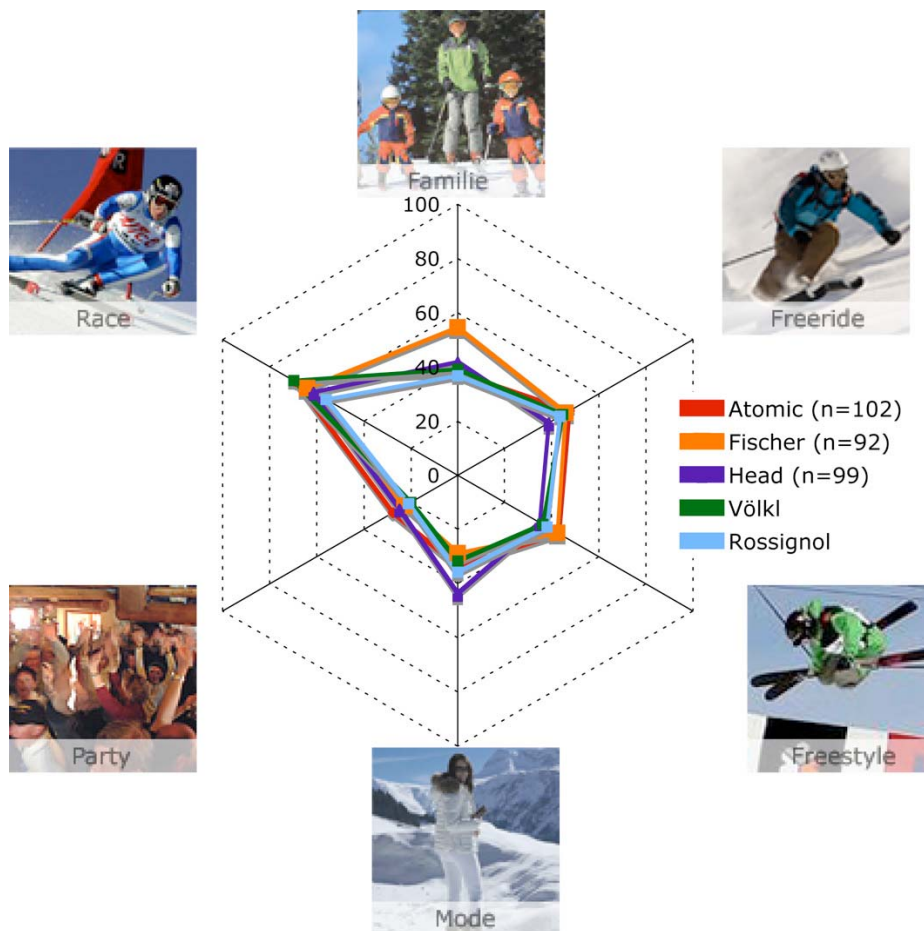 Familie
Race
Freeride
100
80
60
40
20
0
Atomic (n=102)
Fischer (n=92)
Head (n=99)
Völkl
Rossignol
Party
Freestyle
Mode